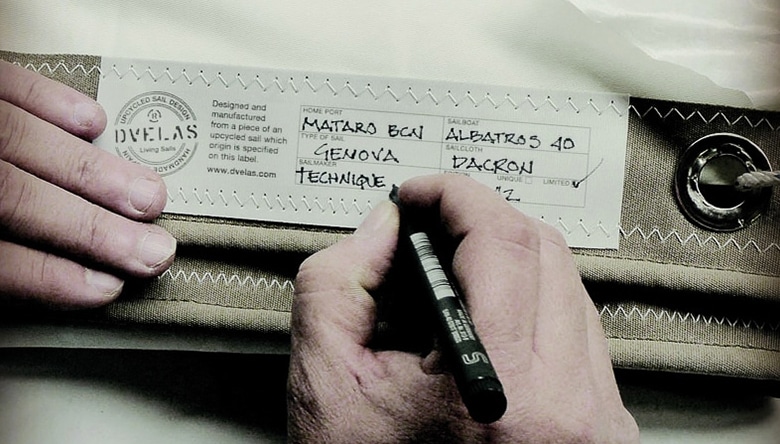 UPCYCLED SAIL DESIGN
DVELAS
Living Sails
HANDMADE
Designed and
manufactured
from a piece of an
upcycled sail which
origin is specified
on this label.
www.dvelas.com
HOME PORT
MATARO BCN
SAILBOAT
ALBATROS 40
TYPE OF SAIL
GENOVA
SAILCLOTH
DACRON
SAILMAKER
TECHNIQUE
UNIQUE
LIMITED